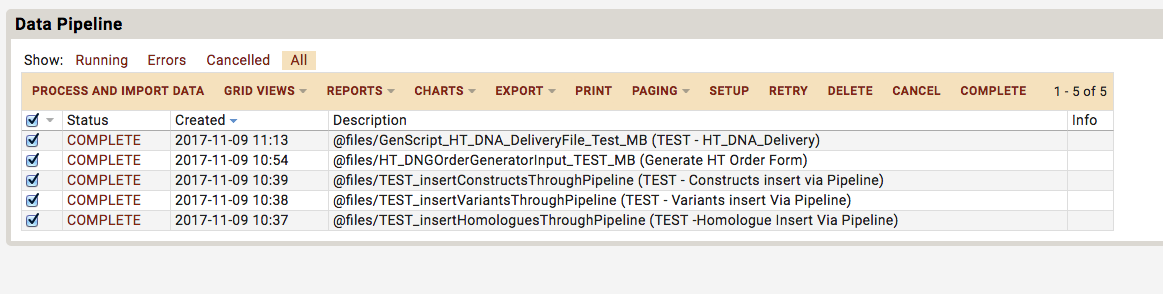 Data Pipeline
Show: Running Errors Cancelled All
PROCESS AND IMPORT DATA GRID VIEWS REPORTS CHARTS EXPORT PRINT PAGING SETUP RETRY DELETE CANCEL COMPLETE 1 - 5 of 5
Status Created Description Info
COMPLETE 2017-11-09 11:13 @files/GenScript_HT_DNA_DeliveryFile_Test_MB (TEST - HT_DNA_Delivery)
COMPLETE 2017-11-09 10:54 @files/HT_DNGOrderGeneratorInput_TEST_MB (Generate HT Order Form)
COMPLETE 2017-11-09 10:39 @files/TEST_insertConstructsThroughPipeline (TEST - Constructs insert via Pipeline)
COMPLETE 2017-11-09 10:38 @files/TEST_insertVariantsThroughPipeline (TEST - Variants insert Via Pipeline)
COMPLETE 2017-11-09 10:37 @files/TEST_insertHomologuesThroughPipeline (TEST -Homologue Insert Via Pipeline)